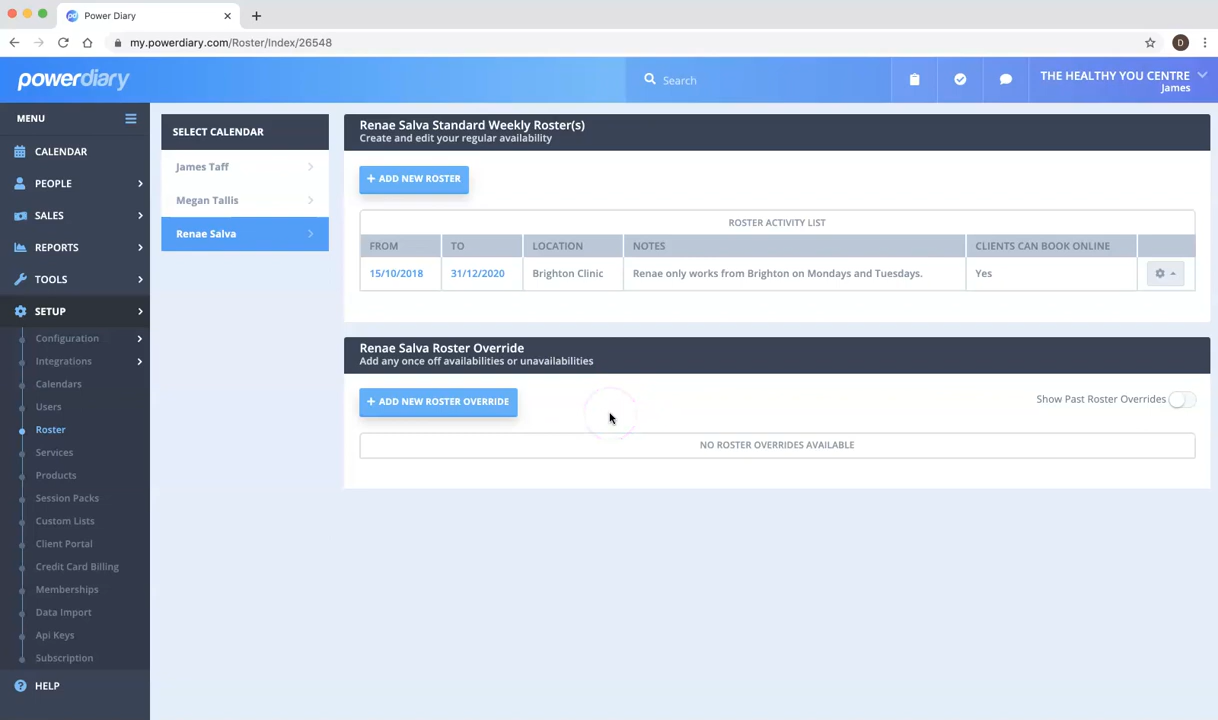 Power Diary
my.powerdiary.com/Roster/Index/26548
D
powerdiary
Search
THE HEALTHY YOU CENTRE
James
MENU
CALENDAR
PEOPLE
SALES
REPORTS
TOOLS
SETUP
Configuration
Integrations
Calendars
Users
Roster
Services
Products
Session Packs
Custom Lists
Client Portal
Credit Card Billing
Memberships
Data Import
Api Keys
Subscription
HELP
SELECT CALENDAR
James Taff
Megan Tallis
Renae Salva
Renae Salva Standard Weekly Roster(s)
Create and edit your regular availability
+ ADD NEW ROSTER
ROSTER ACTIVITY LIST
FROM TO LOCATION NOTES CLIENTS CAN BOOK ONLINE
15/10/2018 31/12/2020 Brighton Clinic Renae only works from Brighton on Mondays and Tuesdays. Yes
Renae Salva Roster Override
Add any once off availabilities or unavailabilities
+ ADD NEW ROSTER OVERRIDE
Show Past Roster Overrides
NO ROSTER OVERRIDES AVAILABLE